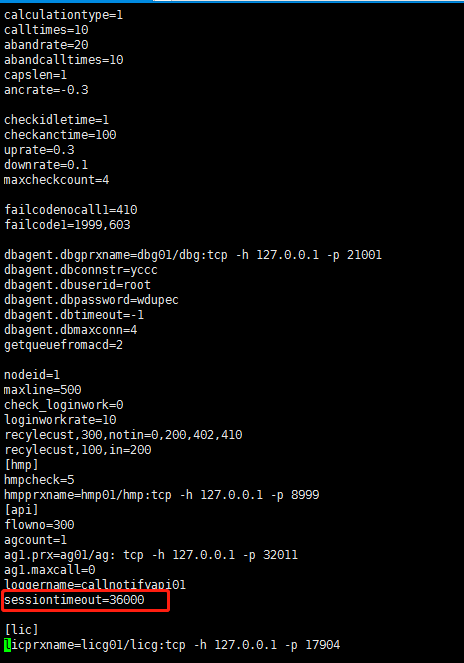 calculationtype=1
calltimes=10
abandrate=20
abandcalltimes=10
capslen=1
ancrate=-0.3
checkidletime=1
checkanctime=100
uprate=0.3
downrate=0.1
maxcheckcount=4
failcodenocall1=410
failcode1=1999,603
dbagent.dbgprxname=dbg01/dbg:tcp -h 127.0.0.1 -p 21001
dbagent.dbconnstr=yccc
dbagent.dbuserid=root
dbagent.dbpassword=wdupec
dbagent.dbtimeout=-1
dbagent.dbmaxconn=4
getqueuefromacd=2
nodeid=1
maxline=500
check_loginwork=0
loginworkrate=10
recylecust,300,notin=0,200,402,410
recylecust,100,in=200
[hmp]
hmpcheck=5
hmpprxname=hmp01/hmp:tcp -h 127.0.0.1 -p 8999
[api]
flowno=300
agcount=1
ag1.prx=ag01/ag: tcp -h 127.0.0.1 -p 32011
ag1.maxcall=0
loggername=callnotifyapi01
sessiontimeout=36000
[lic]
licprxname=licg01/licg:tcp -h 127.0.0.1 -p 17904